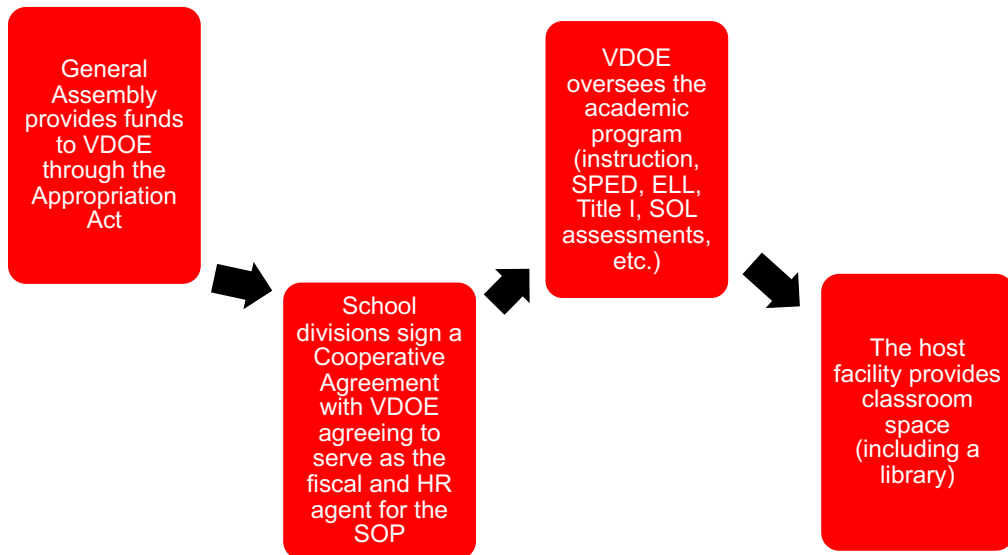 General
Assembly
provides funds
to VDOE
through the
Appropriation
Act
School
divisions sign a
Cooperative
Agreement
with VDOE
agreeing to
serve as the
fiscal and HR
agent for the
SOP
VDOE
oversees the
academic
program
(instruction,
SPED, ELL,
Title I, SOL
assessments,
etc.)
The host
facility provides
classroom
space
(including a
library)